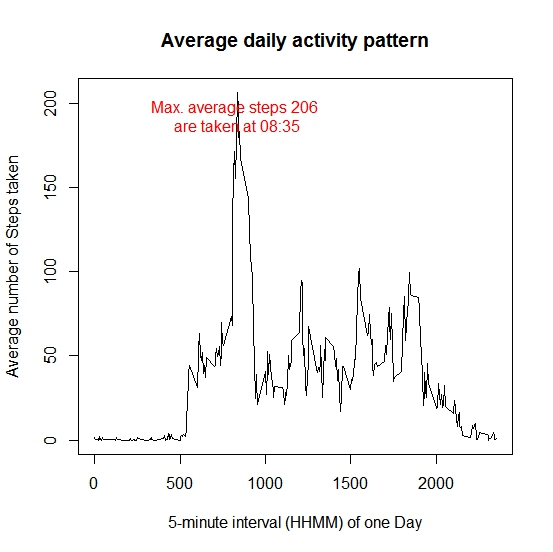 Average daily activity pattern
Max. average steps 206
are taken at 08:35
Average number of Steps taken
200
150
100
50
0
0 500 1000 1500 2000
5-minute interval (HHMM) of one Day